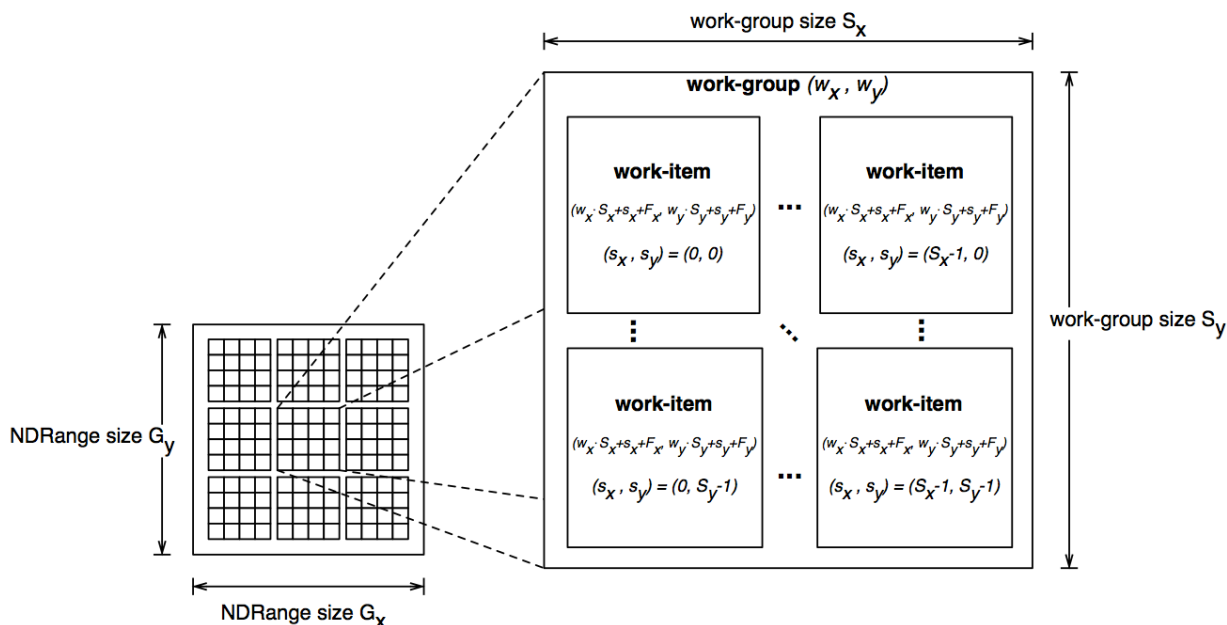 work-group size Sx
work-group (wx , wy)
work-item
(wx· Sx+sx+Fx, wy· Sy+sy+Fy)
(sx , sy) = (0, 0)
...
work-item
(wx· Sx+sx+Fx, wy· Sy+sy+Fy)
(sx , sy) = (Sx-1, 0)
work-group size Sy
work-item
(wx· Sx+sx+Fx, wy· Sy+sy+Fy)
(sx , sy) = (0, Sy-1)
...
work-item
(wx· Sx+sx+Fx, wy· Sy+sy+Fy)
(sx , sy) = (Sx-1, Sy-1)
NDRange size Gy
NDRange size Gx